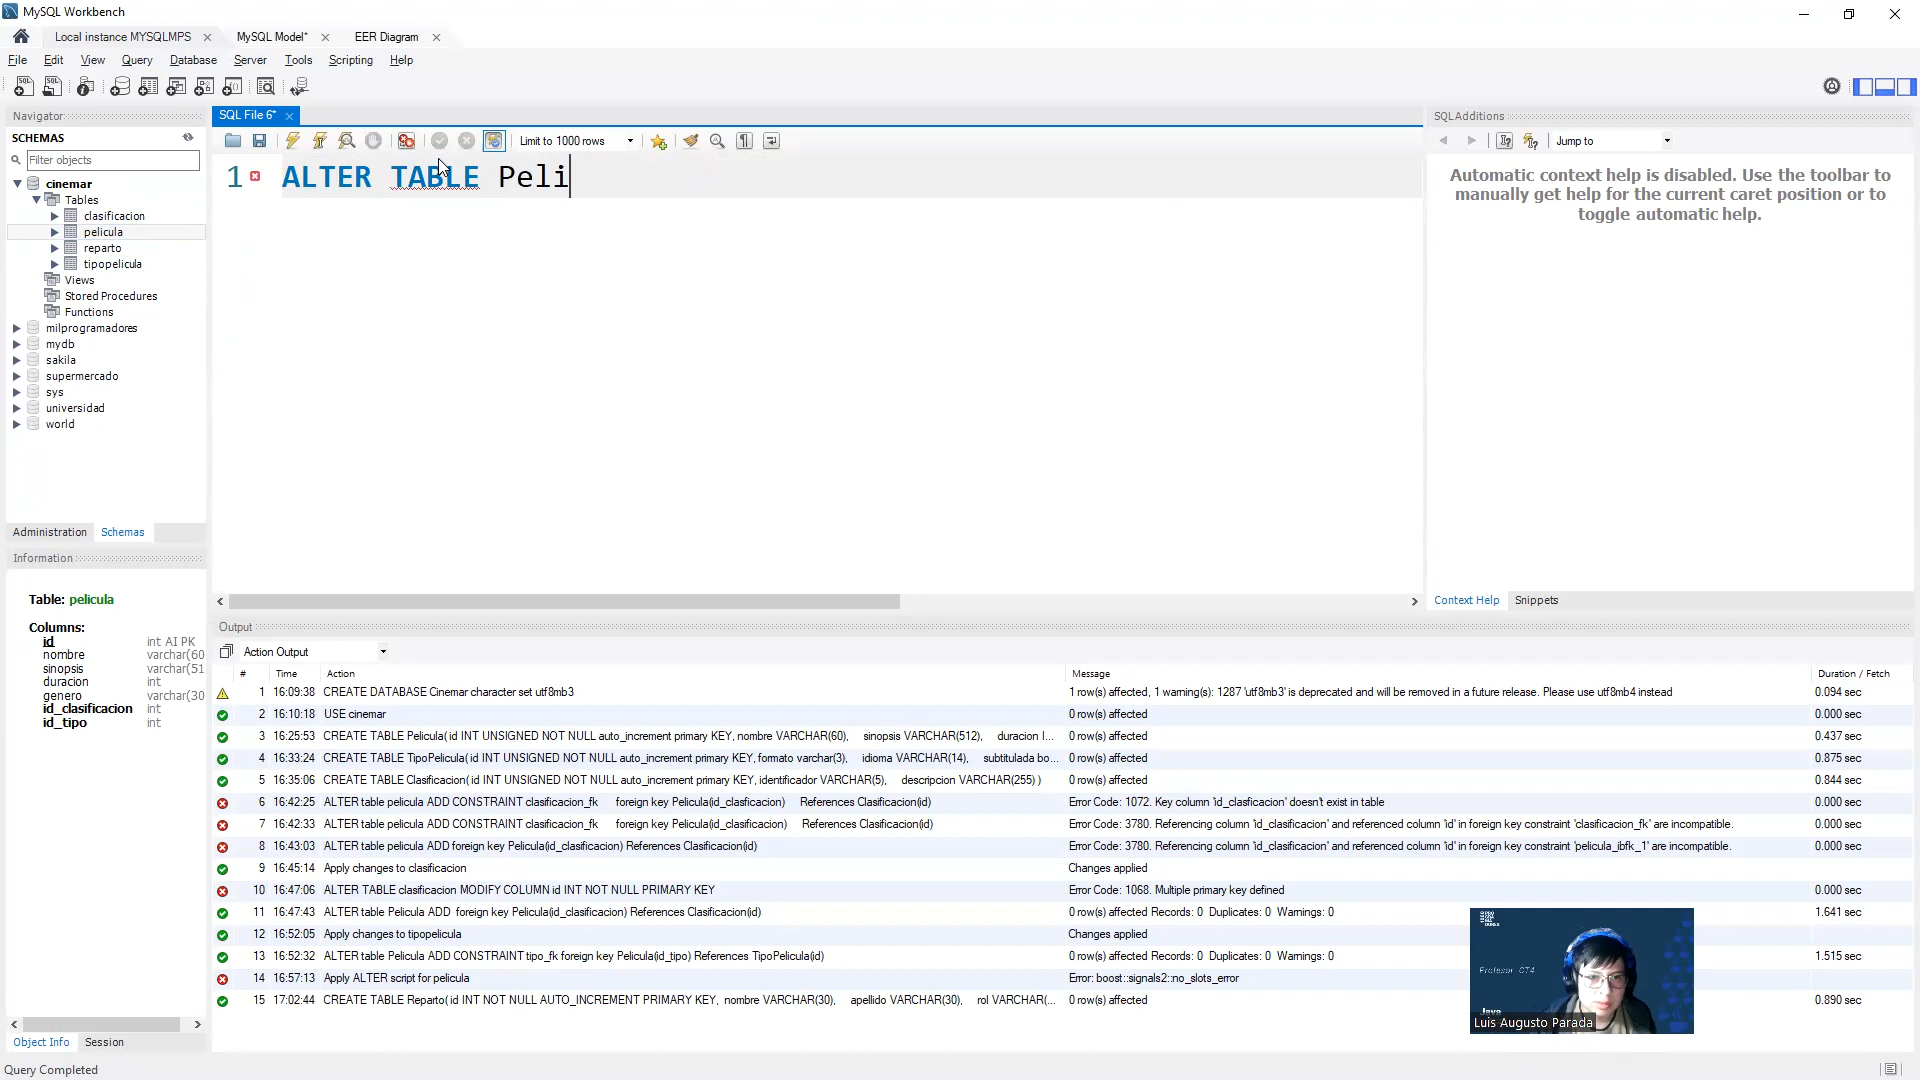 MySQL Workbench
Local instance MYSQLMPS
MySQL Model*
EER Diagram
File Edit View Query Database Server Tools Scripting Help
Navigator
SCHEMAS
Filter objects
cinemar
Tables
clasificacion
pelicula
reparto
tipopelicula
Views
Stored Procedures
Functions
milprogramadores
mydb
sakila
supermercado
sys
universidad
world
Administration Schemas
Information
Table: pelicula
Columns:
id int AI PK
nombre varchar(60
sinopsis varchar(51
duracion int
genero varchar(30
id_clasificacion int
id_tipo int
Object Info Session
SQL File 6*
Limit to 1000 rows
1 ALTER TABLE Peli
SQLAdditions
Jump to
Automatic context help is disabled. Use the toolbar to
manually get help for the current caret position or to
toggle automatic help.
Context Help Snippets
Output
Action Output
# Time Action Message Duration / Fetch
1 16:09:38 CREATE DATABASE Cinemar character set utf8mb3 1 row(s) affected, 1 warning(s): 1287 'utf8mb3' is deprecated and will be removed in a future release. Please use utf8mb4 instead 0.094 sec
2 16:10:18 USE cinemar 0 row(s) affected 0.000 sec
3 16:25:53 CREATE TABLE Pelicula( id INT UNSIGNED NOT NULL auto_increment primary KEY, nombre VARCHAR(60), sinopsis VARCHAR(512), duracion I... 0 row(s) affected 0.437 sec
4 16:33:24 CREATE TABLE TipoPelicula( id INT UNSIGNED NOT NULL auto_increment primary KEY, formato varchar(3), idioma VARCHAR(14), subtitulada bo... 0 row(s) affected 0.875 sec
5 16:35:06 CREATE TABLE Clasificacion( id INT UNSIGNED NOT NULL auto_increment primary KEY, identificador VARCHAR(5), descripcion VARCHAR(255) ) 0 row(s) affected 0.844 sec
6 16:42:25 ALTER table pelicula ADD CONSTRAINT clasificacion_fk foreign key Pelicula(id_clasficacion) References Clasificacion(id) Error Code: 1072. Key column 'id_clasficacion' doesn't exist in table 0.000 sec
7 16:42:33 ALTER table pelicula ADD CONSTRAINT clasificacion_fk foreign key Pelicula(id_clasificacion) References Clasificacion(id) Error Code: 3780. Referencing column 'id_clasificacion' and referenced column 'id' in foreign key constraint 'clasificacion_fk' are incompatible. 0.000 sec
8 16:43:03 ALTER table pelicula ADD foreign key Pelicula(id_clasificacion) References Clasificacion(id) Error Code: 3780. Referencing column 'id_clasificacion' and referenced column 'id' in foreign key constraint 'pelicula_ibfk_1' are incompatible. 0.000 sec
9 16:45:14 Apply changes to clasificacion Changes applied
10 16:47:06 ALTER TABLE clasificacion MODIFY COLUMN id INT NOT NULL PRIMARY KEY Error Code: 1068. Multiple primary key defined 0.000 sec
11 16:47:43 ALTER table Pelicula ADD foreign key Pelicula(id_clasificacion) References Clasificacion(id) 0 row(s) affected Records: 0 Duplicates: 0 Warnings: 0 1.641 sec
12 16:52:05 Apply changes to tipopelicula Changes applied
13 16:52:32 ALTER table Pelicula ADD CONSTRAINT tipo_fk foreign key Pelicula(id_tipo) References TipoPelicula(id) 0 row(s) affected Records: 0 Duplicates: 0 Warnings: 0 1.515 sec
14 16:57:13 Apply ALTER script for pelicula Error: boost::signals2::no_slots_error
15 17:02:44 CREATE TABLE Reparto( id INT NOT NULL AUTO_INCREMENT PRIMARY KEY, nombre VARCHAR(30), apellido VARCHAR(30), rol VARCHAR(... 0 row(s) affected 0.890 sec
Profesor CT4
Java
Luis Augusto Parada
Query Completed